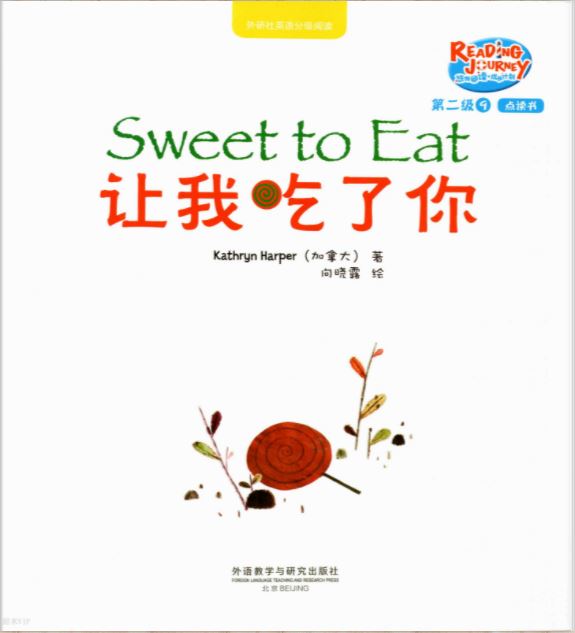 外研社英语分级阅读
READING
JOURNEY
第二级 9 点读书
Sweet to Eat
让我吃了你
Kathryn Harper (加拿大) 著
向晓露 绘
外语教学与研究出版社
FOREIGN LANGUAGE TEACHING AND RESEARCH PRESS
北京 BEIJING